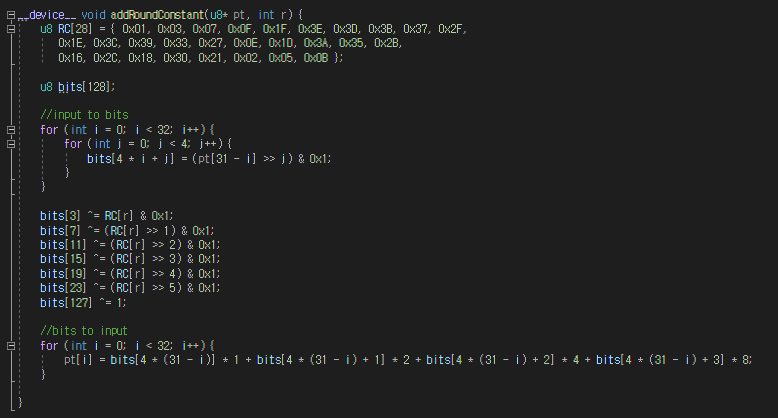 __device__ void addRoundConstant(u8* pt, int r) {
u8 RC[28] = { 0x01, 0x03, 0x07, 0x0F, 0x1F, 0x3E, 0x3D, 0x3B, 0x37, 0x2F,
0x1E, 0x3C, 0x39, 0x33, 0x27, 0x0E, 0x1D, 0x3A, 0x35, 0x2B,
0x16, 0x2C, 0x18, 0x30, 0x21, 0x02, 0x05, 0x0B };
u8 bits[128];
//input to bits
for (int i = 0; i < 32; i++) {
for (int j = 0; j < 4; j++) {
bits[4 * i + j] = (pt[31 - i] >> j) & 0x1;
}
}
bits[3] ^= RC[r] & 0x1;
bits[7] ^= (RC[r] >> 1) & 0x1;
bits[11] ^= (RC[r] >> 2) & 0x1;
bits[15] ^= (RC[r] >> 3) & 0x1;
bits[19] ^= (RC[r] >> 4) & 0x1;
bits[23] ^= (RC[r] >> 5) & 0x1;
bits[127] ^= 1;
//bits to input
for (int i = 0; i < 32; i++) {
pt[i] = bits[4 * (31 - i)] * 1 + bits[4 * (31 - i) + 1] * 2 + bits[4 * (31 - i) + 2] * 4 + bits[4 * (31 - i) + 3] * 8;
}
}